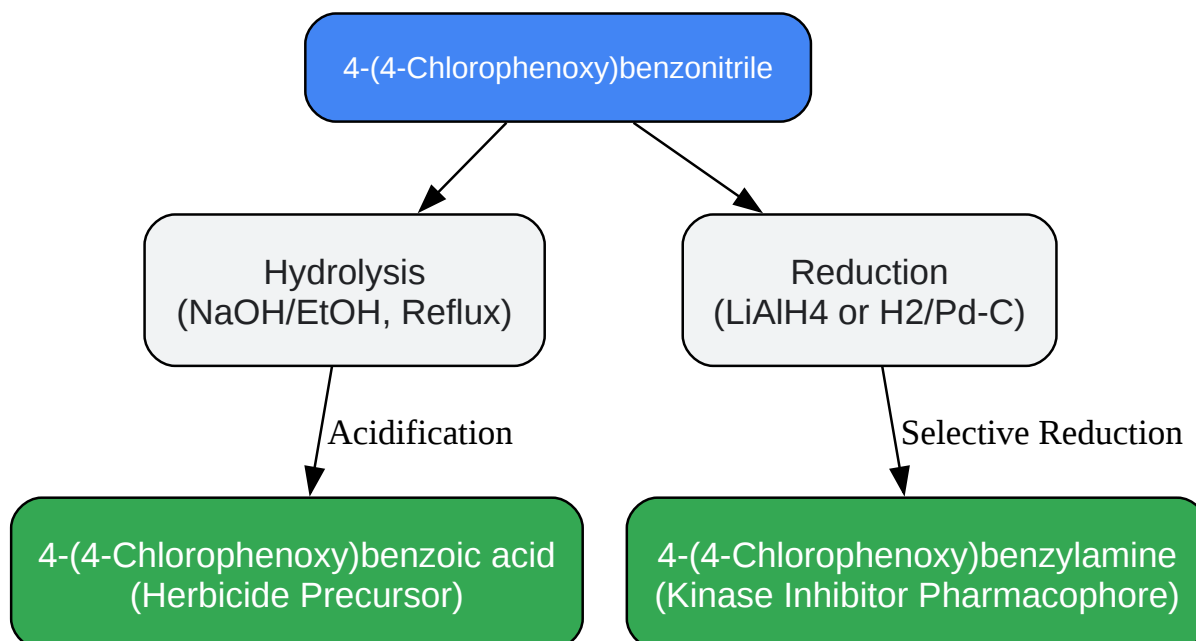 4-(4-Chlorophenoxy)benzonitrile
Hydrolysis
(NaOH/EtOH, Reflux)
Reduction
(LiAlH4 or H2/Pd-C)
Acidification
Selective Reduction
4-(4-Chlorophenoxy)benzoic acid
(Herbicide Precursor)
4-(4-Chlorophenoxy)benzylamine
(Kinase Inhibitor Pharmacophore)